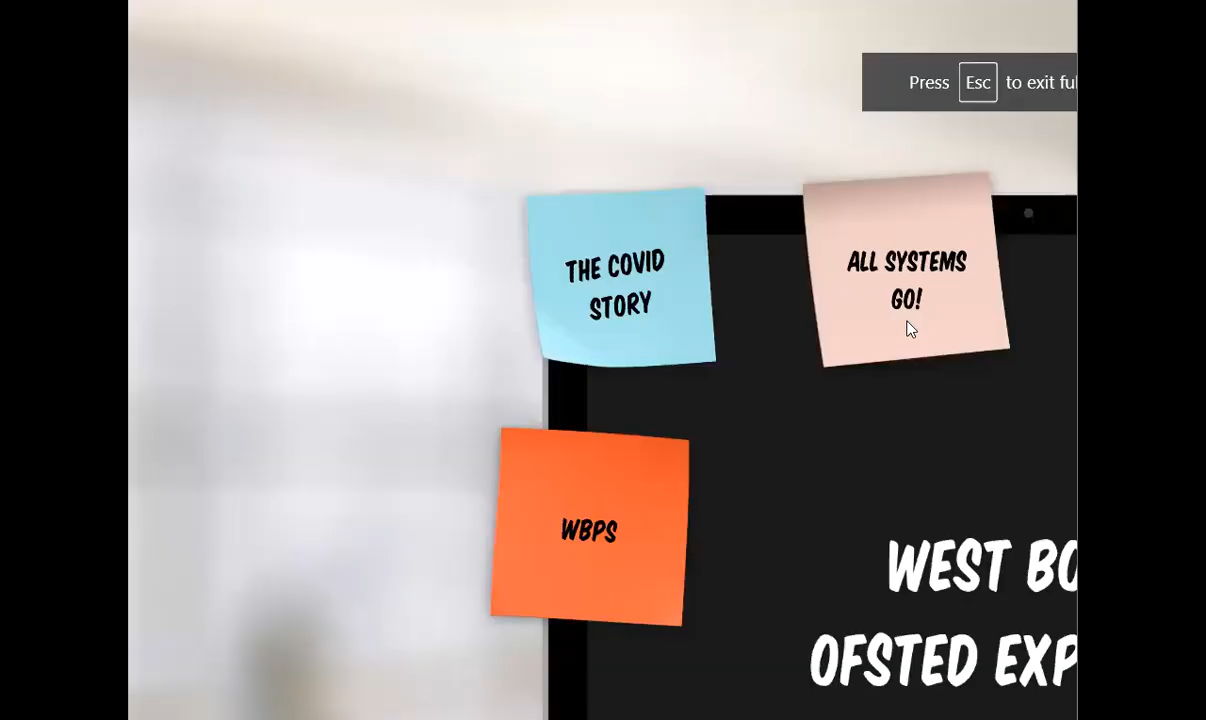 Press Esc to exit ful
THE COVID
STORY
ALL SYSTEMS
GO!
WBPS
WEST BO
OFSTED EXP